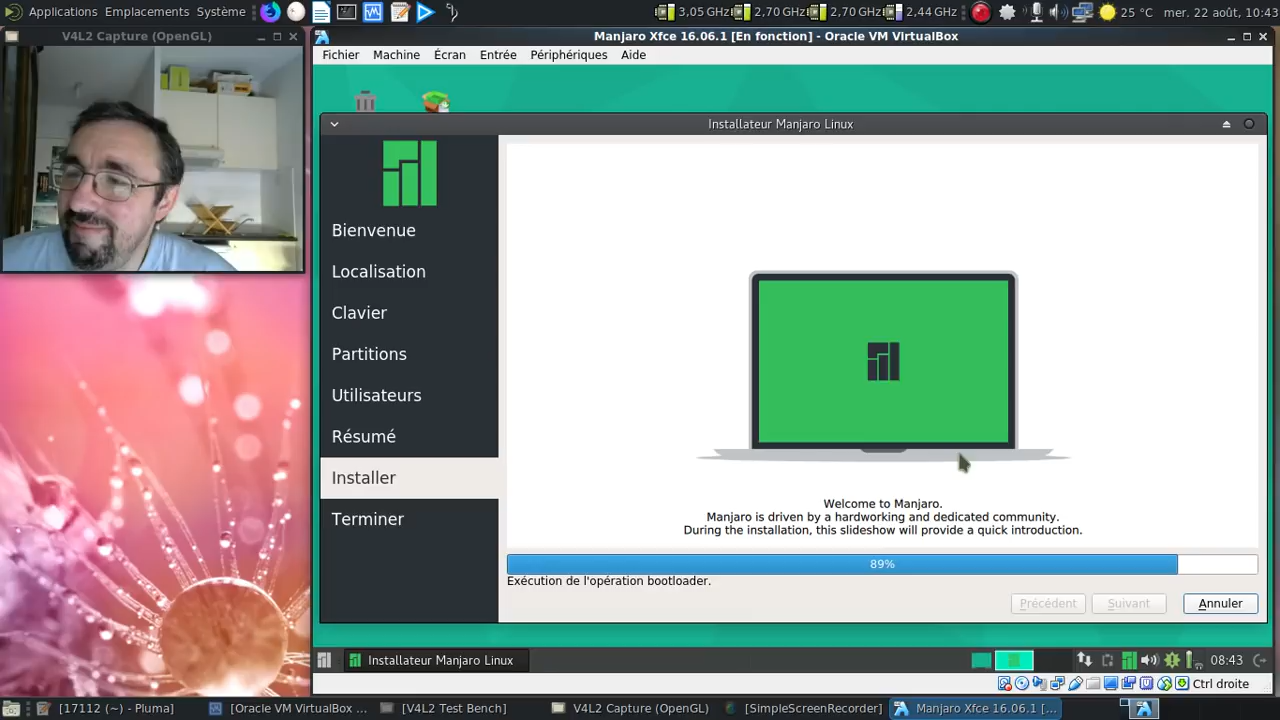 Applications Emplacements Système
3,05 GHz 2,70 GHz 2,70 GHz 2,44 GHz 25 °C mer. 22 août, 10:43
V4L2 Capture (OpenGL)
Manjaro Xfce 16.06.1 [En fonction] - Oracle VM VirtualBox
Fichier Machine Écran Entrée Périphériques Aide
Installateur Manjaro Linux
Bienvenue
Localisation
Clavier
Partitions
Utilisateurs
Résumé
Installer
Terminer
Welcome to Manjaro.
Manjaro is driven by a hardworking and dedicated community.
During the installation, this slideshow will provide a quick introduction.
89%
Exécution de l'opération bootloader.
Précédent Suivant Annuler
Installateur Manjaro Linux 08:43
Ctrl droite
[17112 (~) - Pluma] [Oracle VM VirtualBox ... [V4L2 Test Bench] V4L2 Capture (OpenGL) [SimpleScreenRecorder] Manjaro Xfce 16.06.1 [...